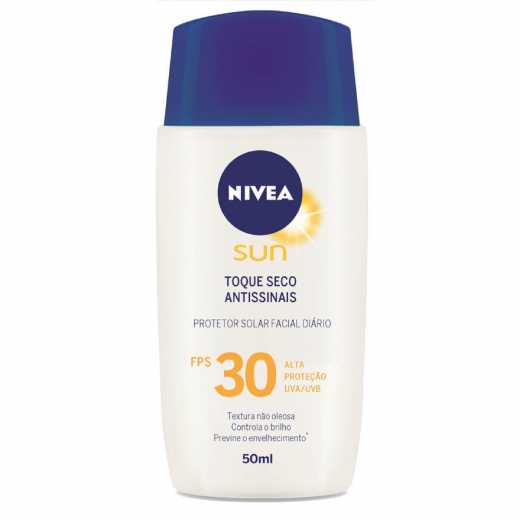 NIVEA
sun
TOQUE SECO
ANTISSINAIS
PROTETOR SOLAR FACIAL DIÁRIO
FPS 30 ALTA
PROTEÇÃO
UVA/UVB
Textura não oleosa
Controla o brilho
Previne o envelhecimento*
50ml